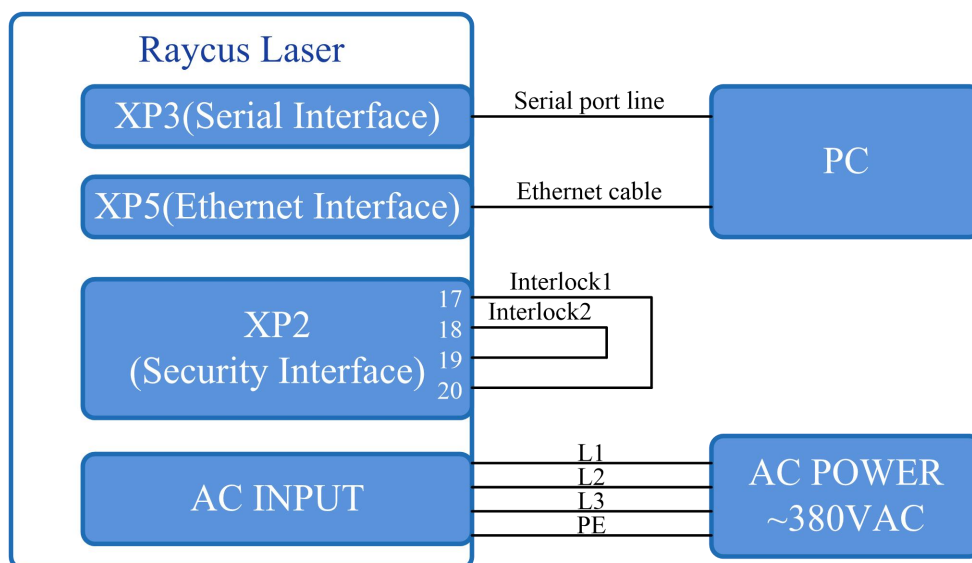 Raycus Laser
XP3(Serial Interface)
Serial port line
PC
XP5(Ethernet Interface)
Ethernet cable
XP2
(Security Interface)
17
18
19
20
Interlock1
Interlock2
AC INPUT
L1
L2
L3
PE
AC POWER
~380VAC